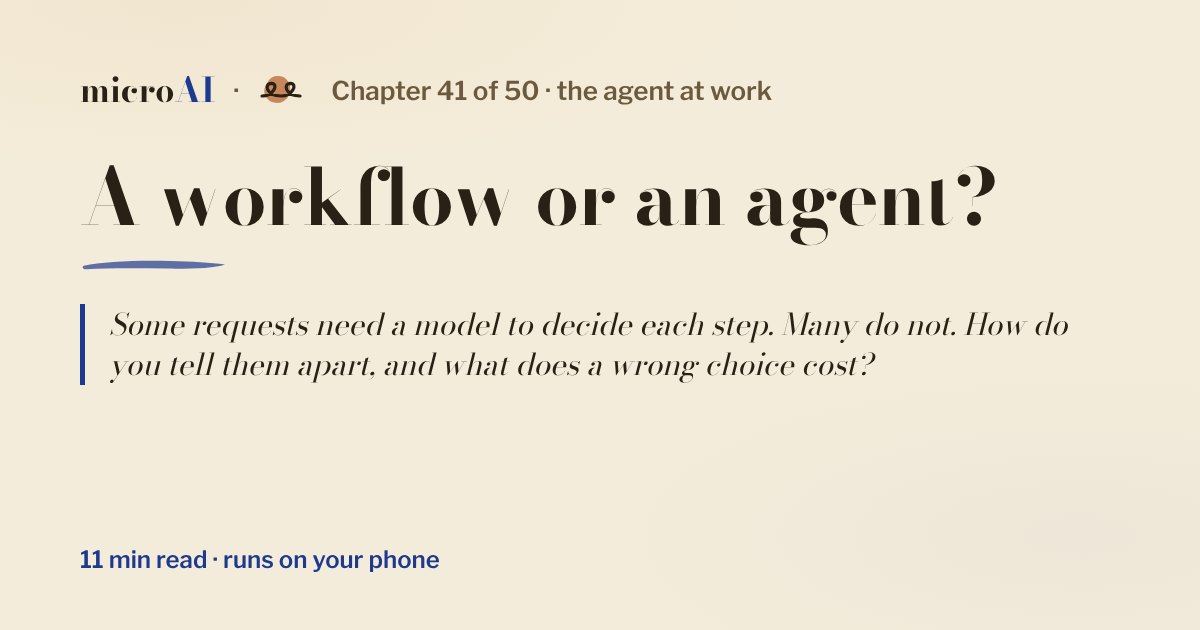 microAI · Chapter 41 of 50 · the agent at work
A workflow or an agent?
Some requests need a model to decide each step. Many do not. How do
you tell them apart, and what does a wrong choice cost?
11 min read · runs on your phone